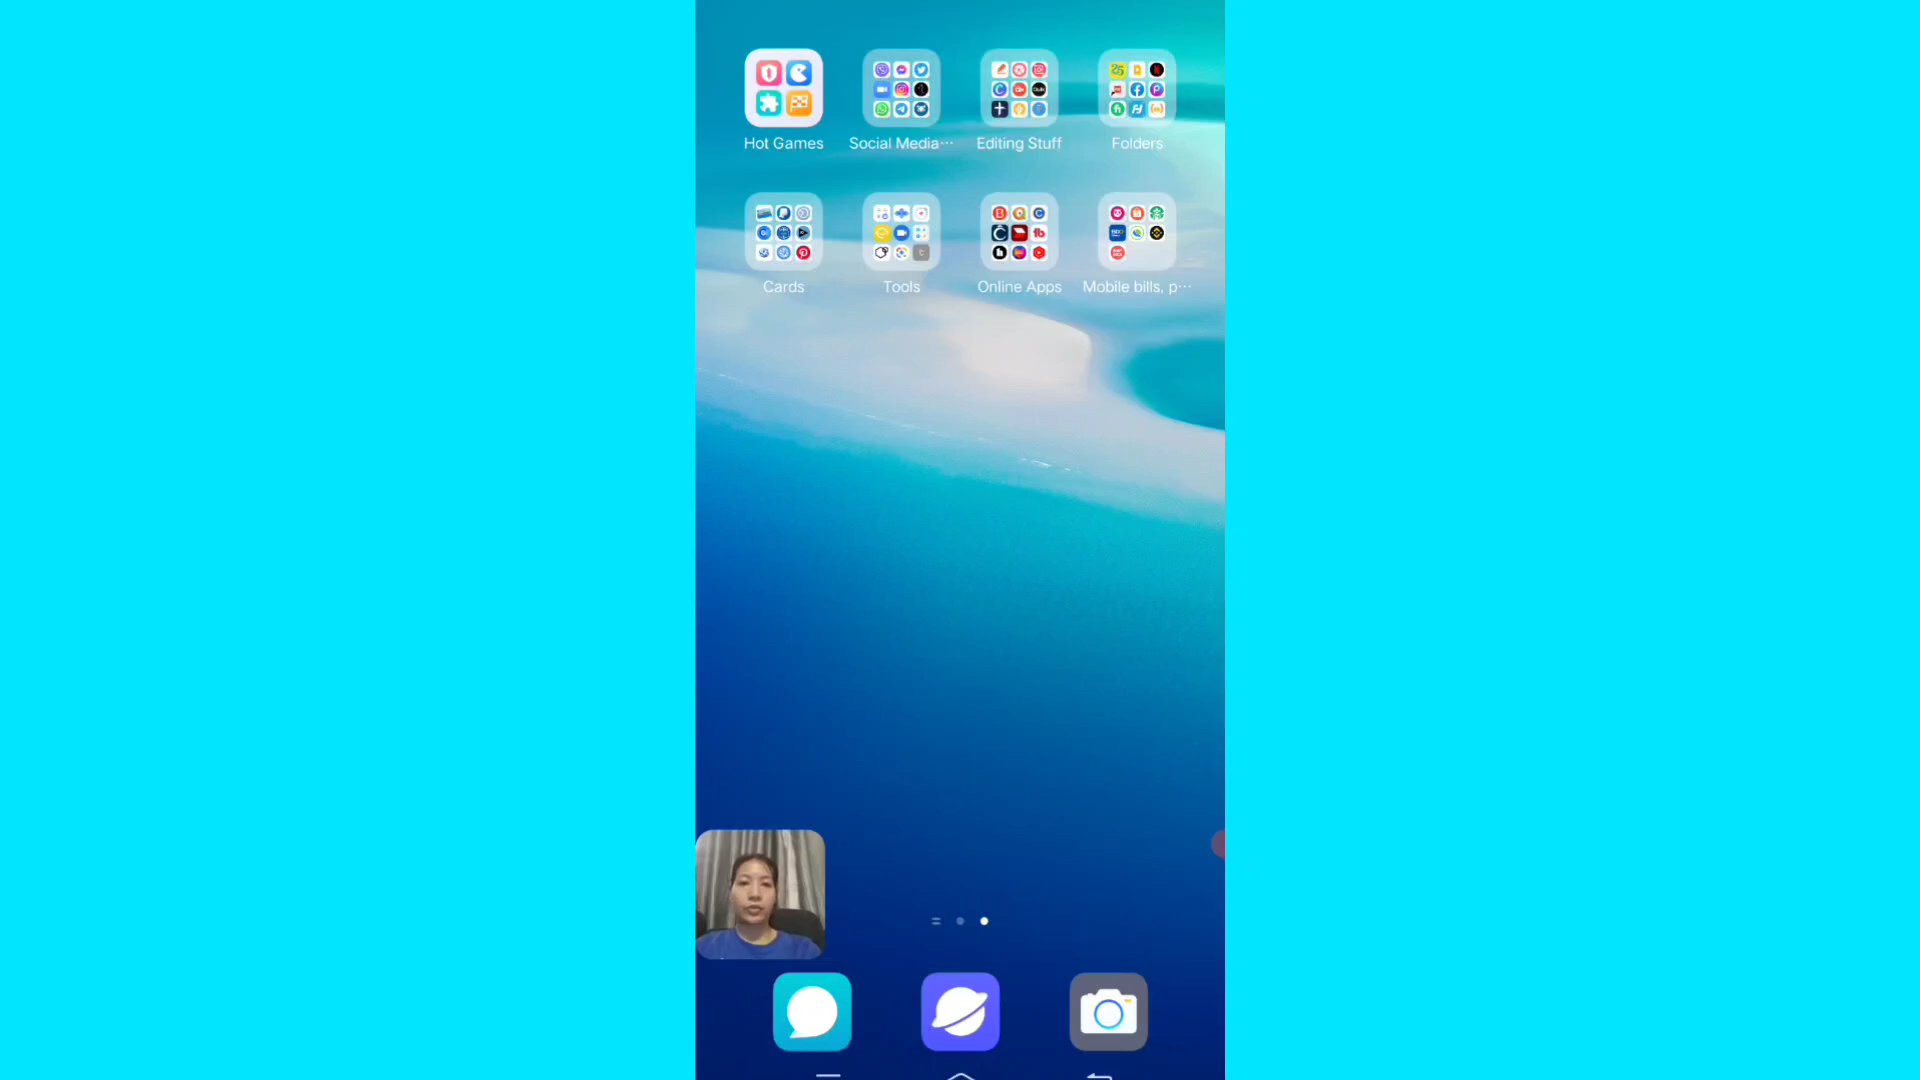 Hot Games
Social Media···
Editing Stuff
Folders
Cards
Tools
Online Apps
Mobile bills, p···